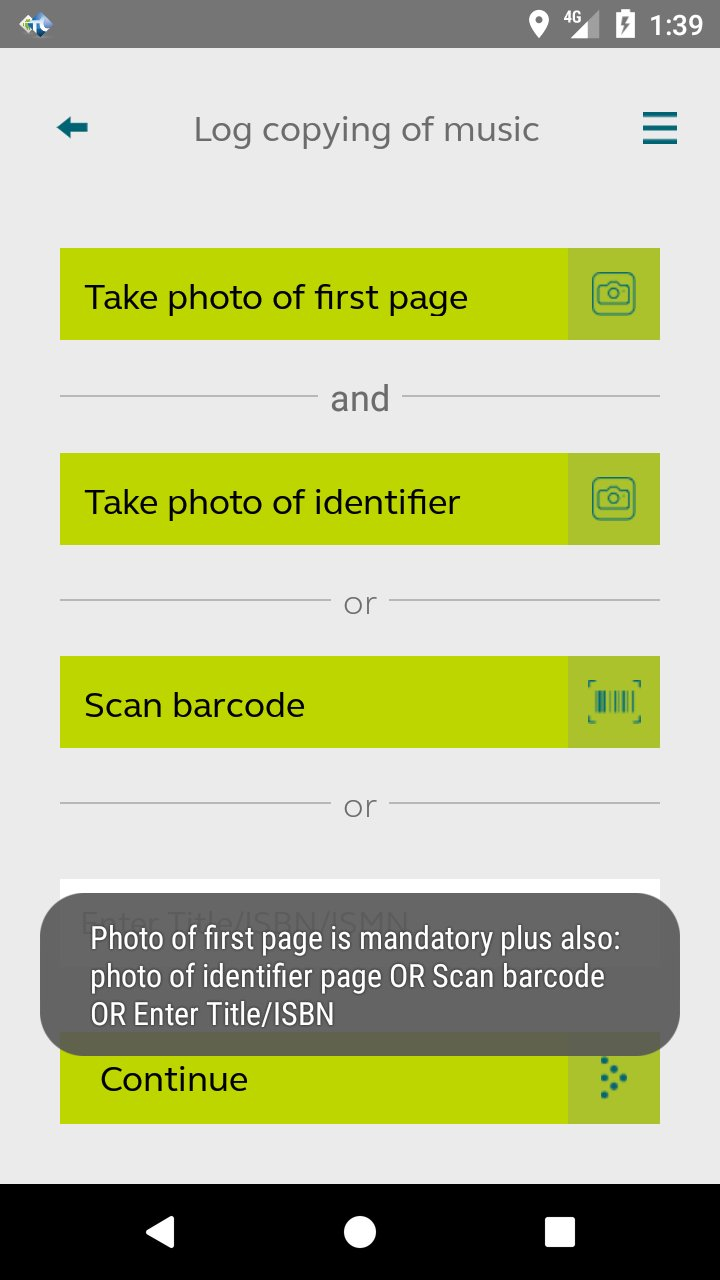 4G 1:39
Log copying of music
Take photo of first page
and
Take photo of identifier
or
Scan barcode
or
Enter Title/ISBN/ISMN
Photo of first page is mandatory plus also:
photo of identifier page OR Scan barcode
OR Enter Title/ISBN
Continue